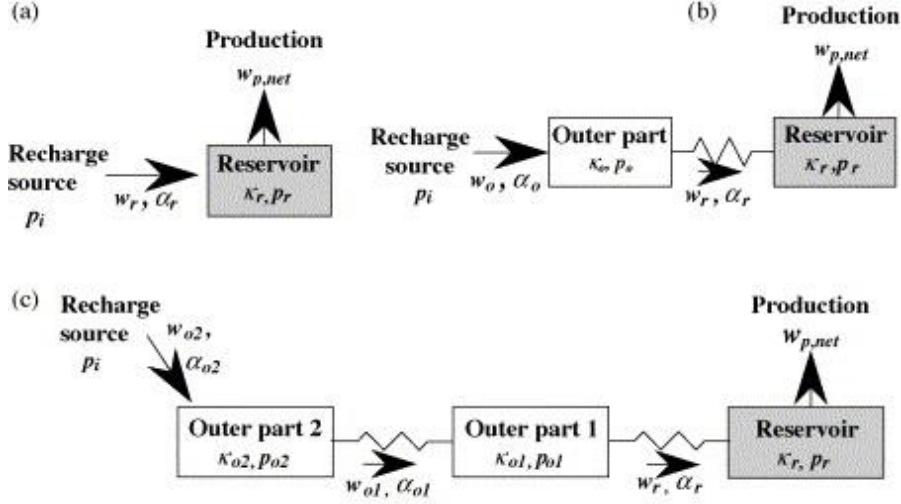 (a)
Production
w_p,net
Recharge
source
p_i
w_r, α_r
Reservoir
κ_r, p_r
(b)
Production
w_p,net
Recharge
source
p_i
w_o, α_o
Outer part
κ_o, p_o
w_r, α_r
Reservoir
κ_r, p_r
(c)
Recharge
source
p_i
w_o2,
α_o2
Outer part 2
κ_o2, p_o2
w_o1, α_o1
Outer part 1
κ_o1, p_o1
w_r, α_r
Production
w_p,net
Reservoir
κ_r, p_r